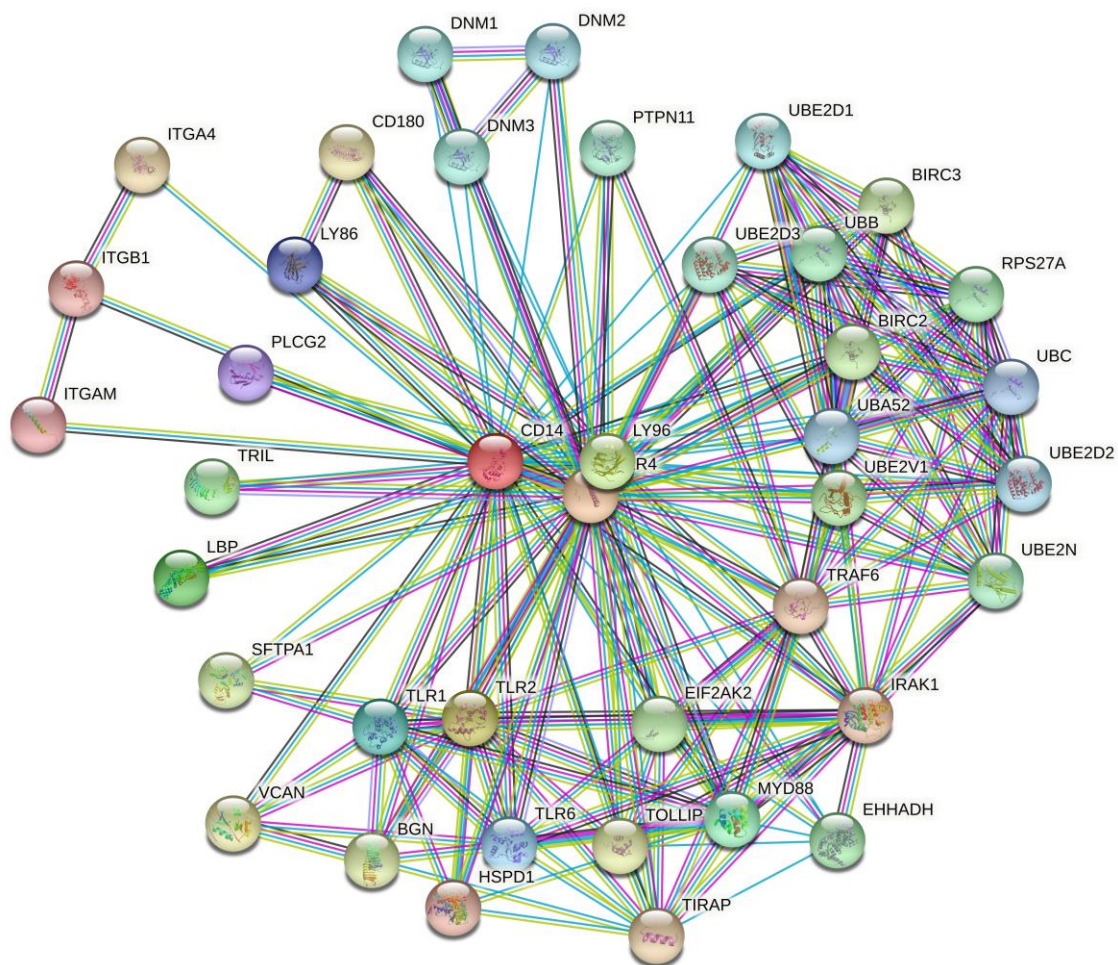 DNM1
DNM2
UBE2D1
PTPN11
CD180
DNM3
ITGA4
BIRC3
UBB
UBE2D3
LY86
ITGB1
RPS27A
BIRC2
PLCG2
UBC
ITGAM
UBA52
CD14
LY96
R4
UBE2V1
UBE2D2
TRIL
UBE2N
LBP
TRAF6
SFTPA1
TLR1
TLR2
EIF2AK2
IRAK1
VCAN
BGN
TLR6
TOLLIP
MYD88
EHHADH
HSPD1
TIRAP